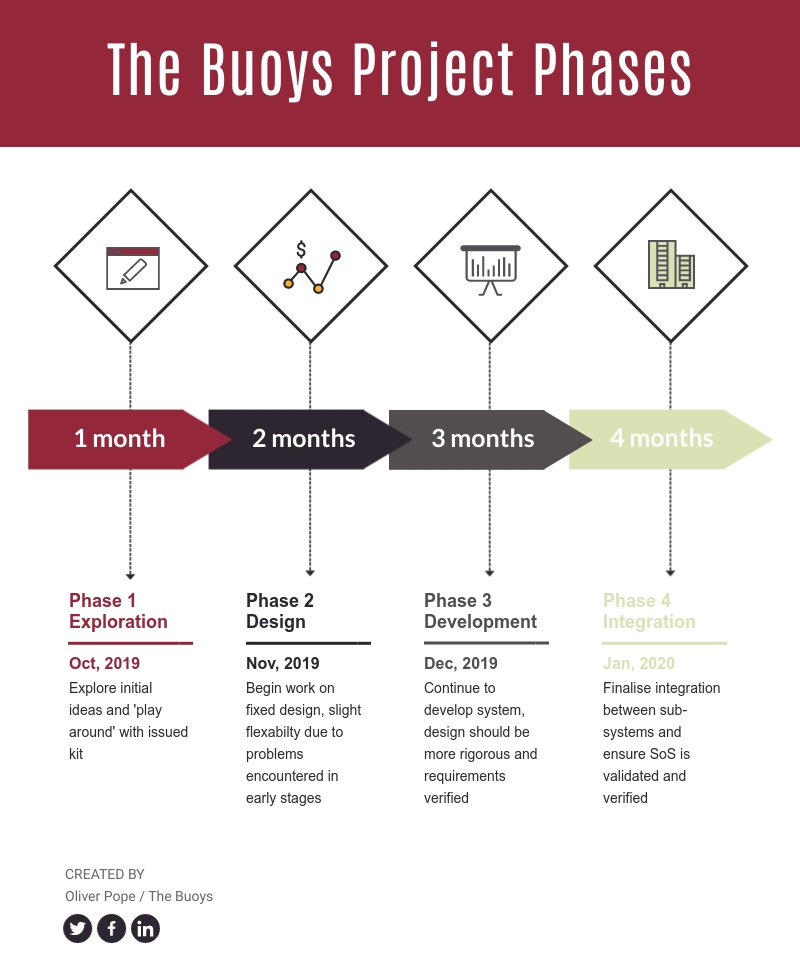 The Buoys Project Phases
$
1 month
2 months
3 months
4 months
Phase 1
Exploration
Oct, 2019
Explore initial
ideas and 'play
around' with issued
kit
Phase 2
Design
Nov, 2019
Begin work on
fixed design, slight
flexabilty due to
problems
encountered in
early stages
Phase 3
Development
Dec, 2019
Continue to
develop system,
design should be
more rigorous and
requirements
verified
Phase 4
Integration
Jan, 2020
Finalise integration
between sub-
systems and
ensure SoS is
validated and
verified
CREATED BY
Oliver Pope / The Buoys